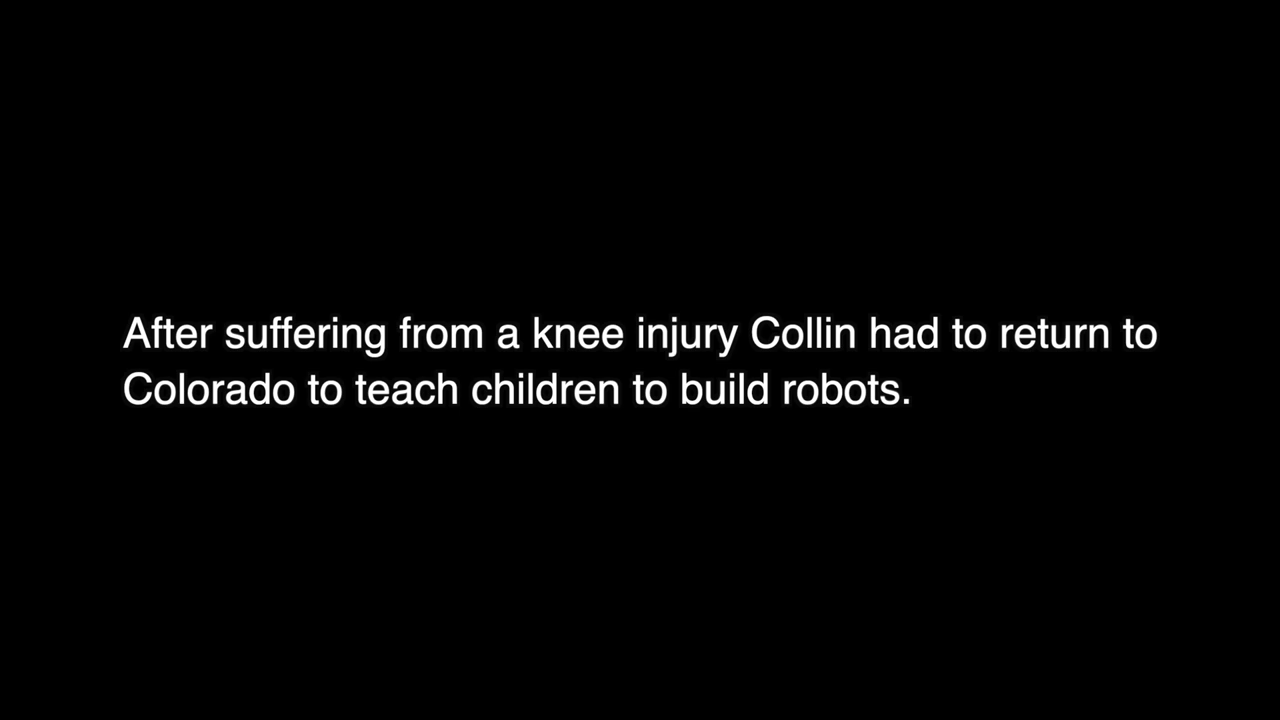 After suffering from a knee injury Collin had to return to
Colorado to teach children to build robots.